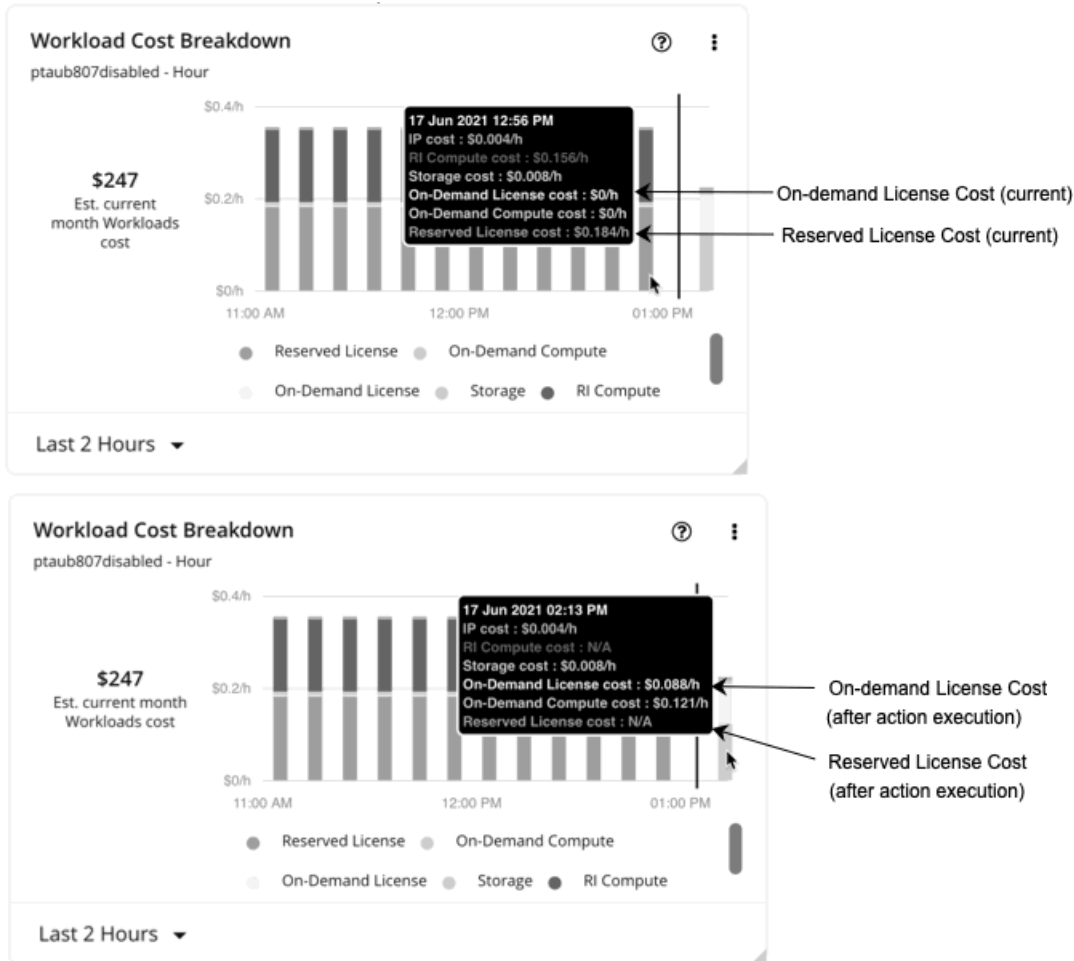 Workload Cost Breakdown
ptaub807disabled - Hour
$0.4/h
17 Jun 2021 12:56 PM
IP cost : $0.004/h
RI Compute cost : $0.156/h
Storage cost : $0.008/h
On-Demand License cost : $0/h
On-Demand Compute cost : $0/h
Reserved License cost : $0.184/h
$247
Est. current
month Workloads
cost
$0.2/h
On-demand License Cost (current)
Reserved License Cost (current)
$0/h
11:00 AM 12:00 PM 01:00 PM
Reserved License On-Demand Compute
On-Demand License Storage RI Compute
Last 2 Hours
Workload Cost Breakdown
ptaub807disabled - Hour
$0.4/h
17 Jun 2021 02:13 PM
IP cost : $0.004/h
RI Compute cost : N/A
Storage cost : $0.008/h
On-Demand License cost : $0.088/h
On-Demand Compute cost : $0.121/h
Reserved License cost : N/A
$247
Est. current month
Workloads cost
$0.2/h
On-demand License Cost
(after action execution)
Reserved License Cost
(after action execution)
$0/h
11:00 AM 12:00 PM 01:00 PM
Reserved License On-Demand Compute
On-Demand License Storage RI Compute
Last 2 Hours